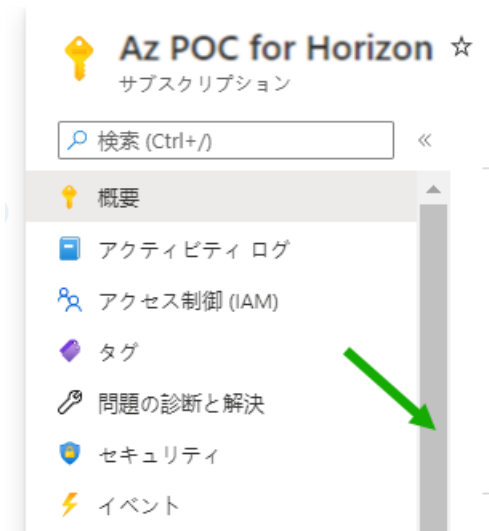 Az POC for Horizon
サブスクリプション
検索 (Ctrl+/)
概要
アクティビティ ログ
アクセス制御 (IAM)
タグ
問題の診断と解決
セキュリティ
イベント